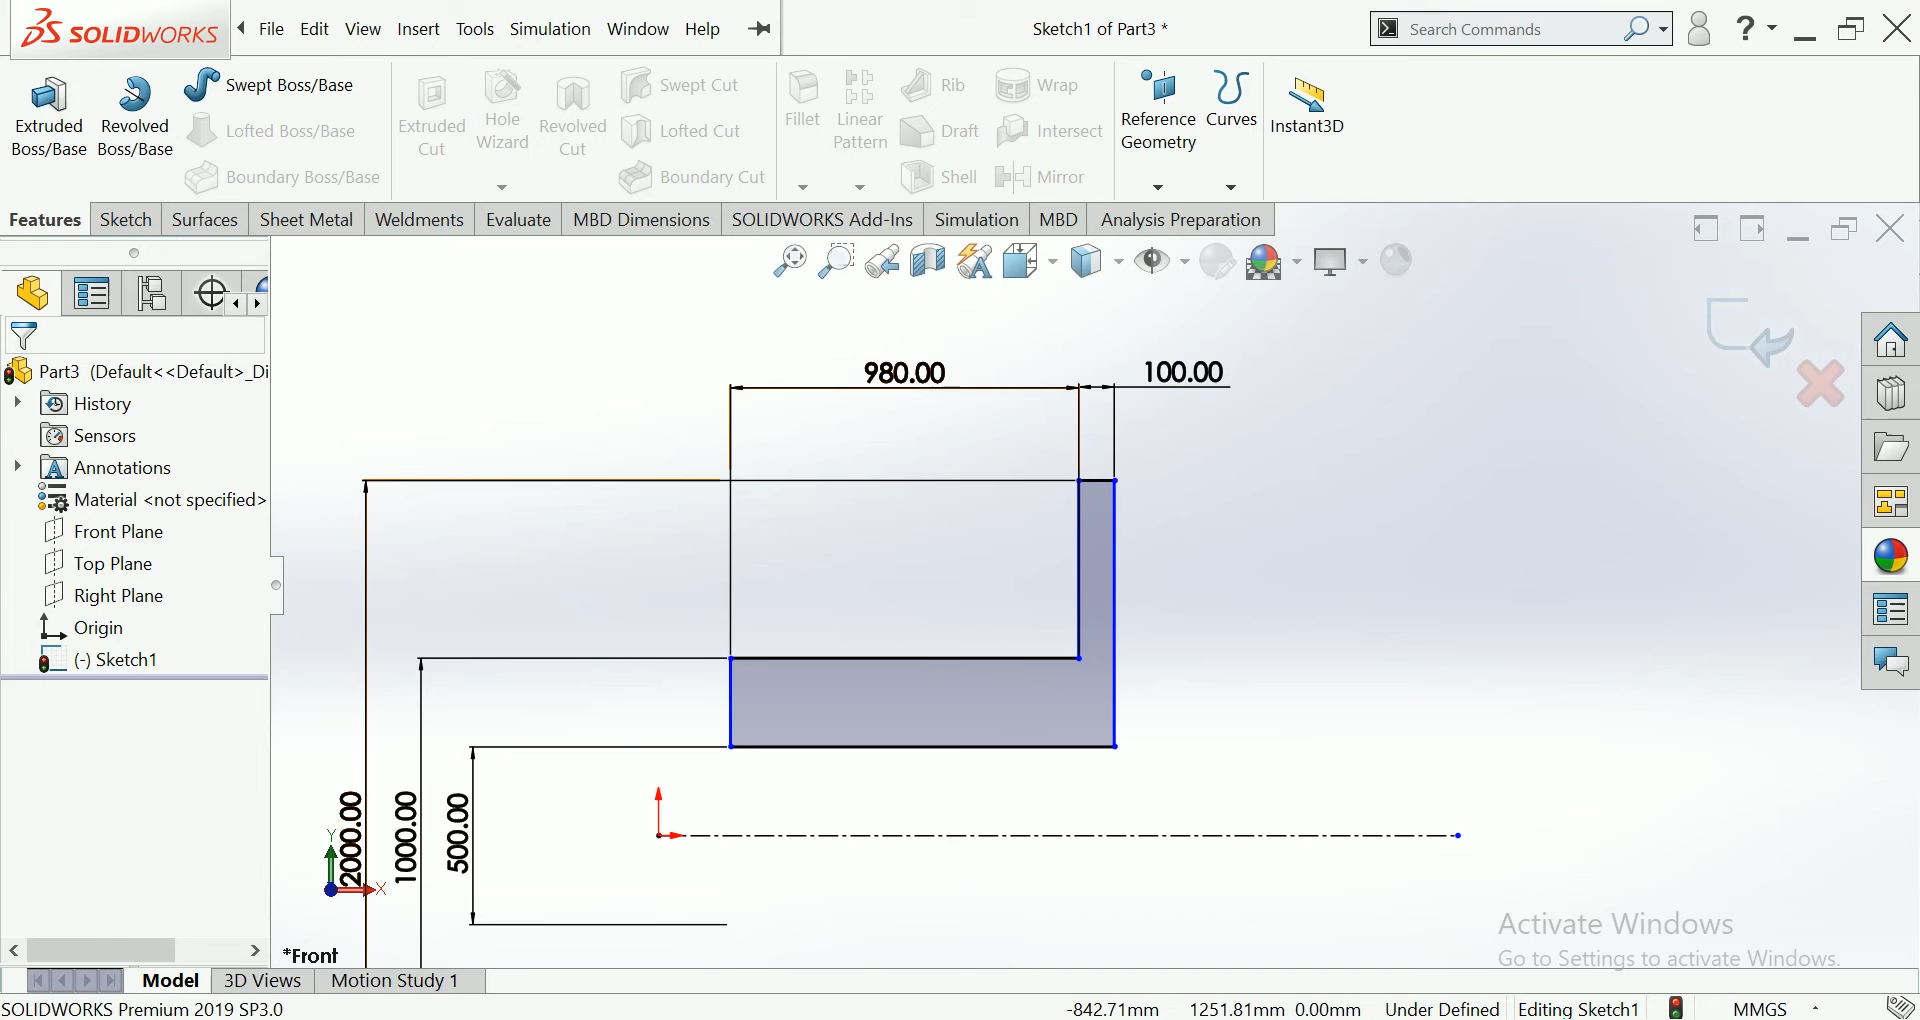 SOLIDWORKS
File Edit View Insert Tools Simulation Window Help
Sketch1 of Part3 *
Search Commands
?
Extruded Boss/Base
Revolved Boss/Base
Swept Boss/Base
Lofted Boss/Base
Boundary Boss/Base
Extruded Cut
Hole Wizard
Revolved Cut
Swept Cut
Lofted Cut
Boundary Cut
Fillet
Linear Pattern
Rib
Draft
Shell
Wrap
Intersect
Mirror
Reference Geometry
Curves
Instant3D
Features Sketch Surfaces Sheet Metal Weldments Evaluate MBD Dimensions SOLIDWORKS Add-Ins Simulation MBD Analysis Preparation
Part3 (Default<<Default>_Di
History
Sensors
Annotations
Material <not specified>
Front Plane
Top Plane
Right Plane
Origin
(-) Sketch1
980.00
100.00
2000.00
1000.00
500.00
Y
X
*Front
Activate Windows
Go to Settings to activate Windows.
Model 3D Views Motion Study 1
SOLIDWORKS Premium 2019 SP3.0
-842.71mm 1251.81mm 0.00mm Under Defined Editing Sketch1 MMGS